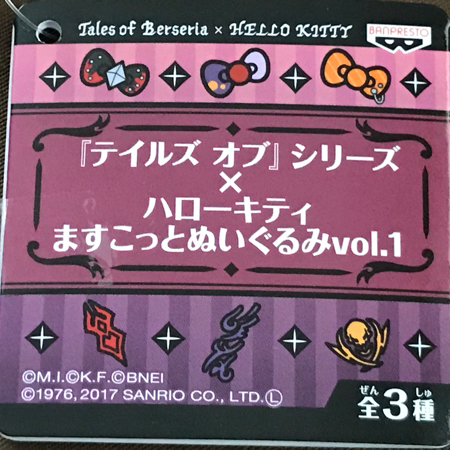 Tales of Berseria × HELLO KITTY
BANPRESTO
『テイルズ オブ』シリーズ
×
ハローキティ
ますこっとぬいぐるみvol.1
©M.I.©K.F.©BNEI
©1976, 2017 SANRIO CO., LTD. Ⓛ
ぜん しゅ
全3種